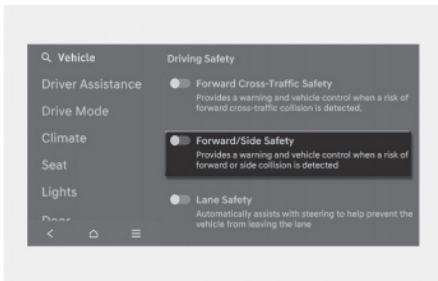 Vehicle
Driver Assistance
Drive Mode
Climate
Seat
Lights
Door
Driving Safety
Forward Cross-Traffic Safety
Provides a warning and vehicle control when a risk of
forward cross-traffic collision is detected.
Forward/Side Safety
Provides a warning and vehicle control when a risk of
forward or side collision is detected
Lane Safety
Automatically assists with steering to help prevent the
vehicle from leaving the lane